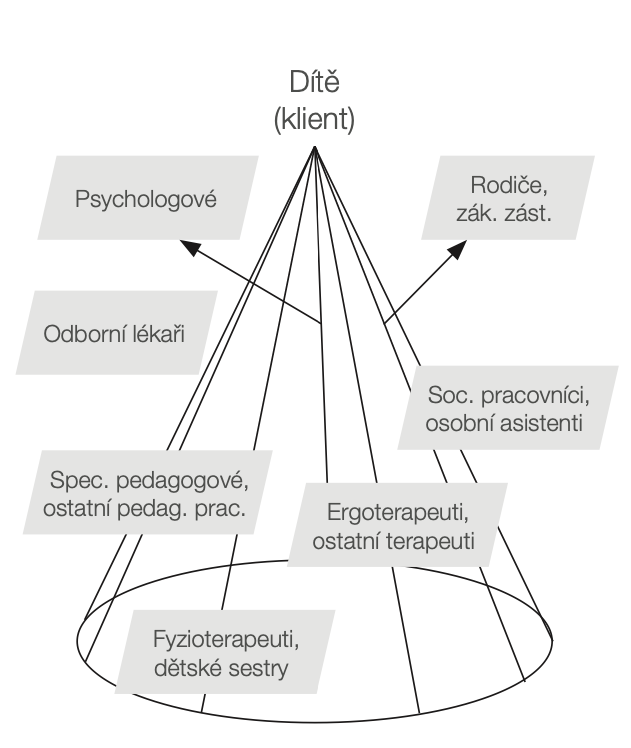 Dítě
(klient)
Psychologové
Rodiče,
zák. zást.
Odborní lékaři
Soc. pracovníci,
osobní asistenti
Spec. pedagogové,
ostatní pedag. prac.
Ergoterapeuti,
ostatní terapeuti
Fyzioterapeuti,
dětské sestry